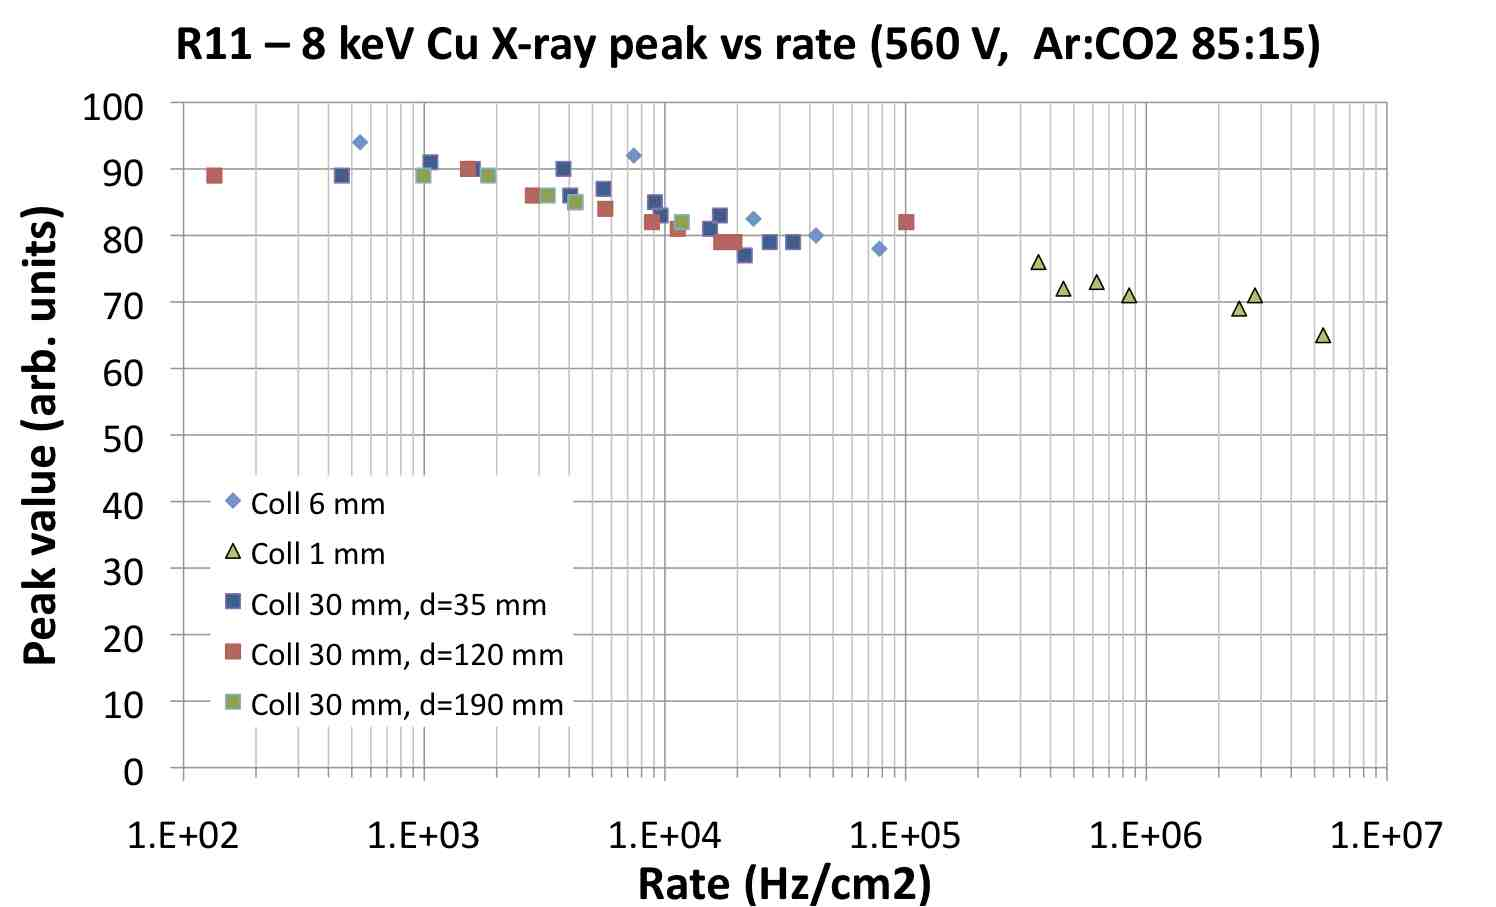 R11 – 8 keV Cu X-ray peak vs rate (560 V, Ar:CO2 85:15)
Peak value (arb. units)
100
90
80
70
60
50
40
30
20
10
0
Coll 6 mm
Coll 1 mm
Coll 30 mm, d=35 mm
Coll 30 mm, d=120 mm
Coll 30 mm, d=190 mm
1.E+02 1.E+03 1.E+04 1.E+05 1.E+06 1.E+07
Rate (Hz/cm2)